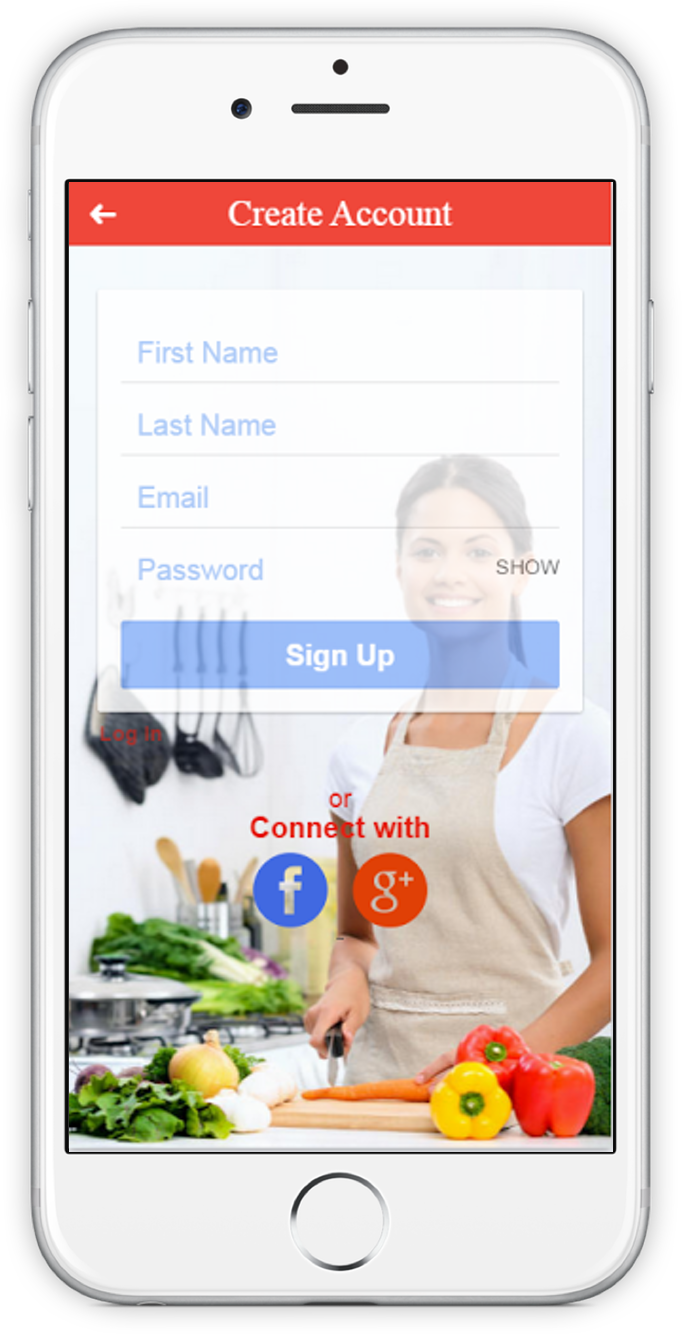 Create Account
First Name
Last Name
Email
Password SHOW
Sign Up
Log in
or
Connect with
f g+